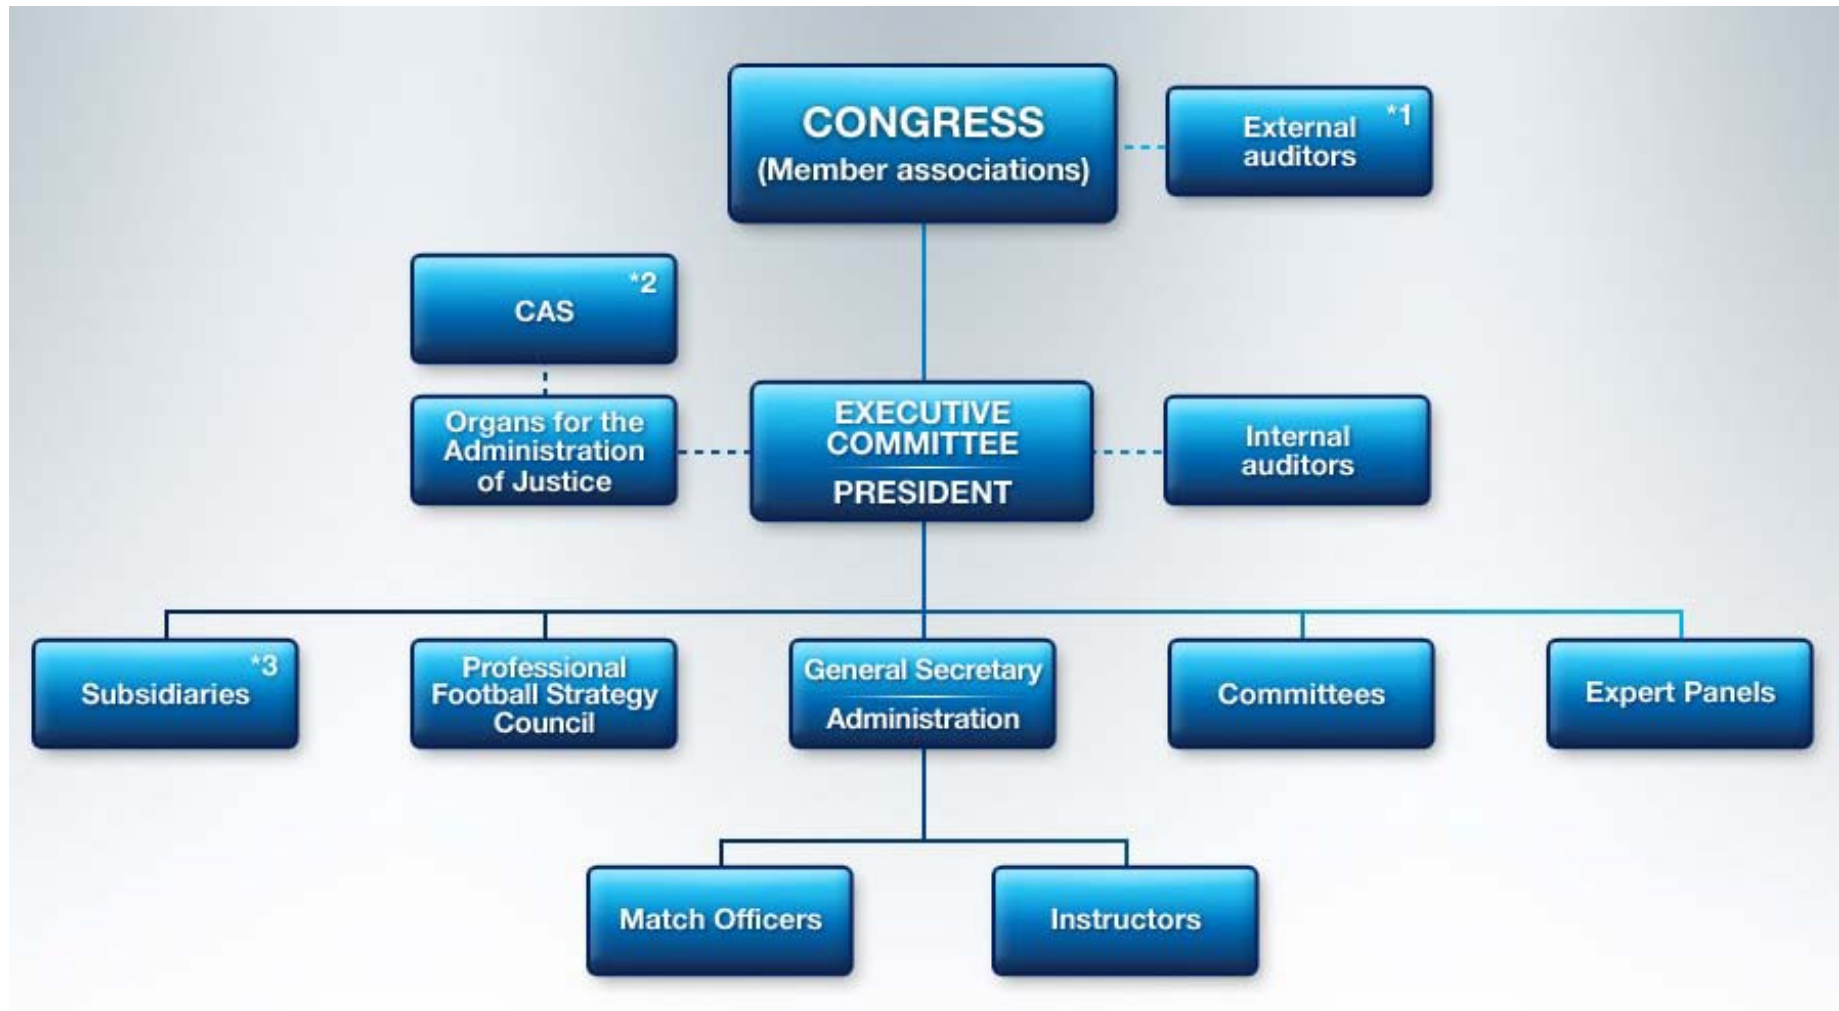 CONGRESS
(Member associations)
External
auditors
*1
*2
CAS
Organs for the
Administration
of Justice
EXECUTIVE
COMMITTEE
PRESIDENT
Internal
auditors
*3
Subsidiaries
Professional
Football Strategy
Council
General Secretary
Administration
Committees
Expert Panels
Match Officers
Instructors